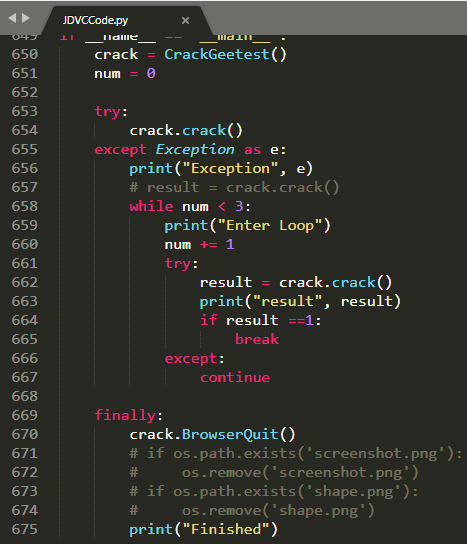 JDVCCode.py
649 if __name__ == "__main__":
650 crack = CrackGeetest()
651 num = 0
652
653 try:
654 crack.crack()
655 except Exception as e:
656 print("Exception", e)
657 # result = crack.crack()
658 while num < 3:
659 print("Enter Loop")
660 num += 1
661 try:
662 result = crack.crack()
663 print("result", result)
664 if result ==1:
665 break
666 except:
667 continue
668
669 finally:
670 crack.BrowserQuit()
671 # if os.path.exists('screenshot.png'):
672 #     os.remove('screenshot.png')
673 # if os.path.exists('shape.png'):
674 #     os.remove('shape.png')
675 print("Finished")